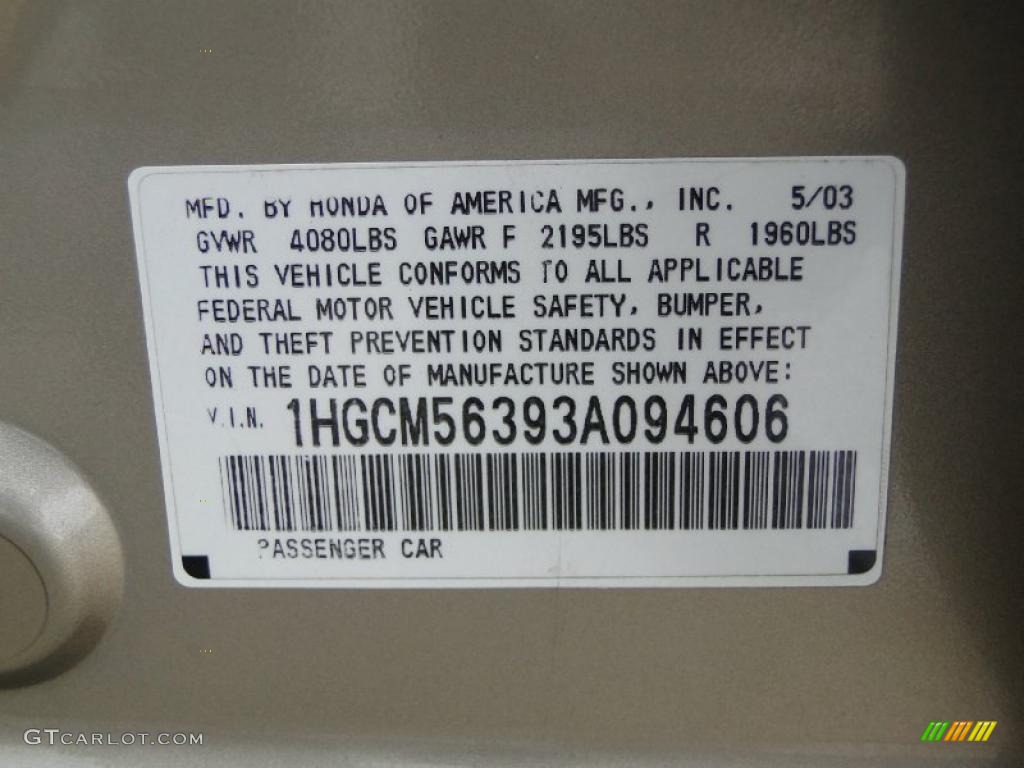 MFD. BY HONDA OF AMERICA MFG., INC. 5/03
GVWR 4080LBS GAWR F 2195LBS R 1960LBS
THIS VEHICLE CONFORMS TO ALL APPLICABLE
FEDERAL MOTOR VEHICLE SAFETY, BUMPER,
AND THEFT PREVENTION STANDARDS IN EFFECT
ON THE DATE OF MANUFACTURE SHOWN ABOVE:
V.I.N. 1HGCM56393A094606
PASSENGER CAR
GTCARLOT.COM